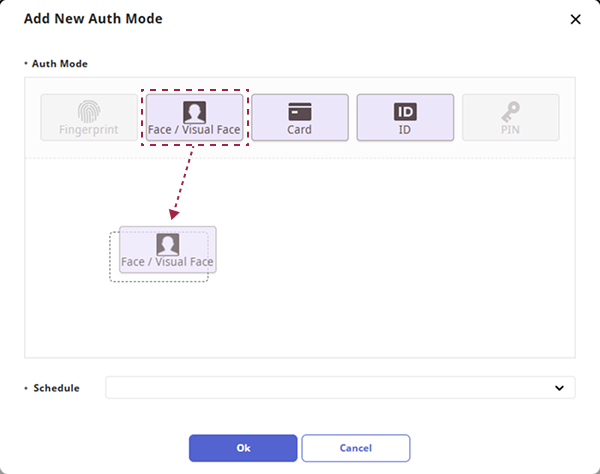 Add New Auth Mode
• Auth Mode
Fingerprint
Face / Visual Face
Card
ID
ID
PIN
Face / Visual Face
• Schedule
Ok
Cancel